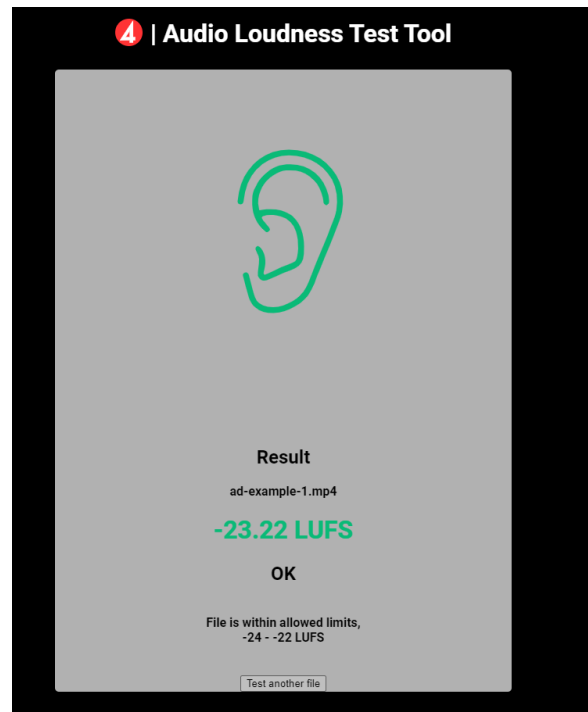 4 | Audio Loudness Test Tool
Result
ad-example-1.mp4
-23.22 LUFS
OK
File is within allowed limits,
-24 - -22 LUFS
Test another file